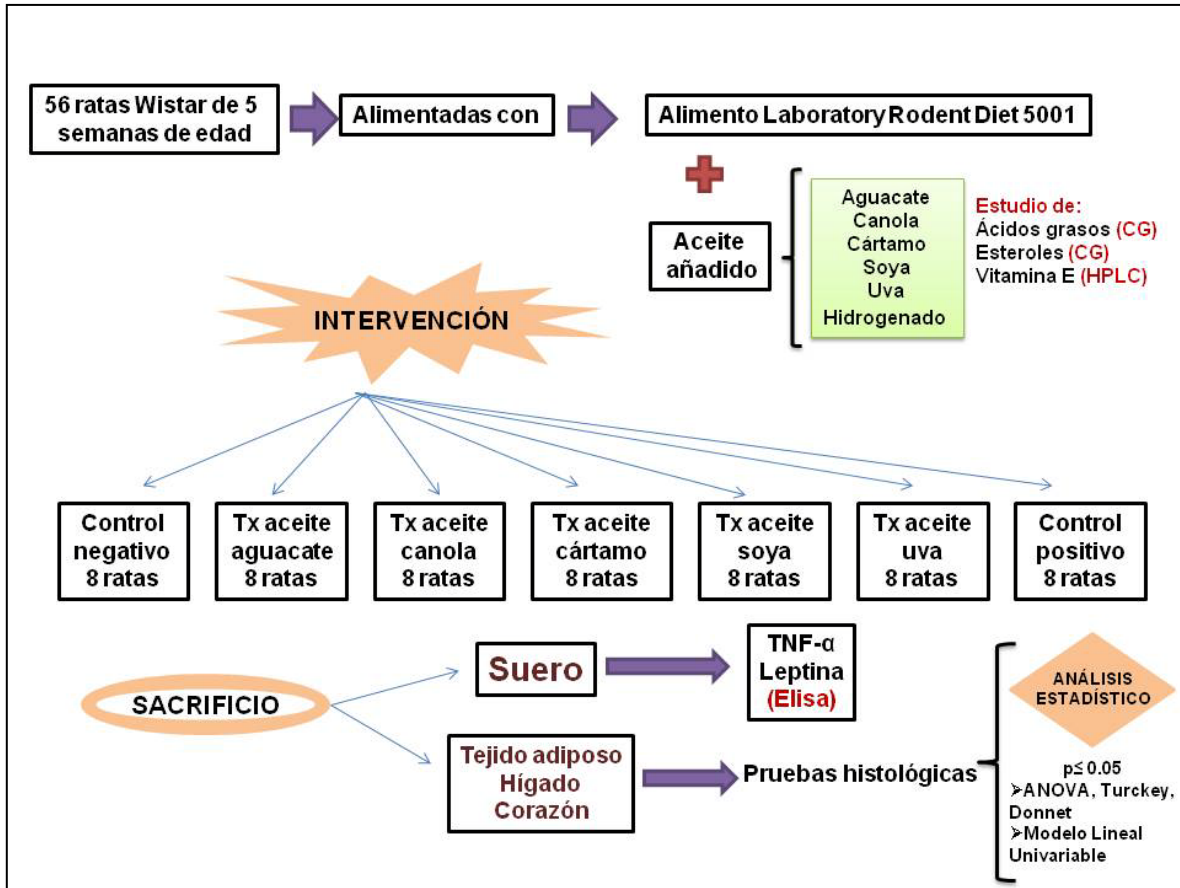 56 ratas Wistar de 5
semanas de edad
Alimentadas con
Alimento Laboratory Rodent Diet 5001
Aceite
añadido
Aguacate
Canola
Cártamo
Soya
Uva
Hidrogenado
Estudio de:
Ácidos grasos (CG)
Esteroles (CG)
Vitamina E (HPLC)
INTERVENCIÓN
Control
negativo
8 ratas
Tx aceite
aguacate
8 ratas
Tx aceite
canola
8 ratas
Tx aceite
cártamo
8 ratas
Tx aceite
soya
8 ratas
Tx aceite
uva
8 ratas
Control
positivo
8 ratas
SACRIFICIO
Suero
TNF-α
Leptina
(Elisa)
Tejido adiposo
Hígado
Corazón
Pruebas histológicas
ANÁLISIS
ESTADÍSTICO
p≤ 0.05
➢ANOVA, Turckey,
Donnet
➢Modelo Lineal
Univariable